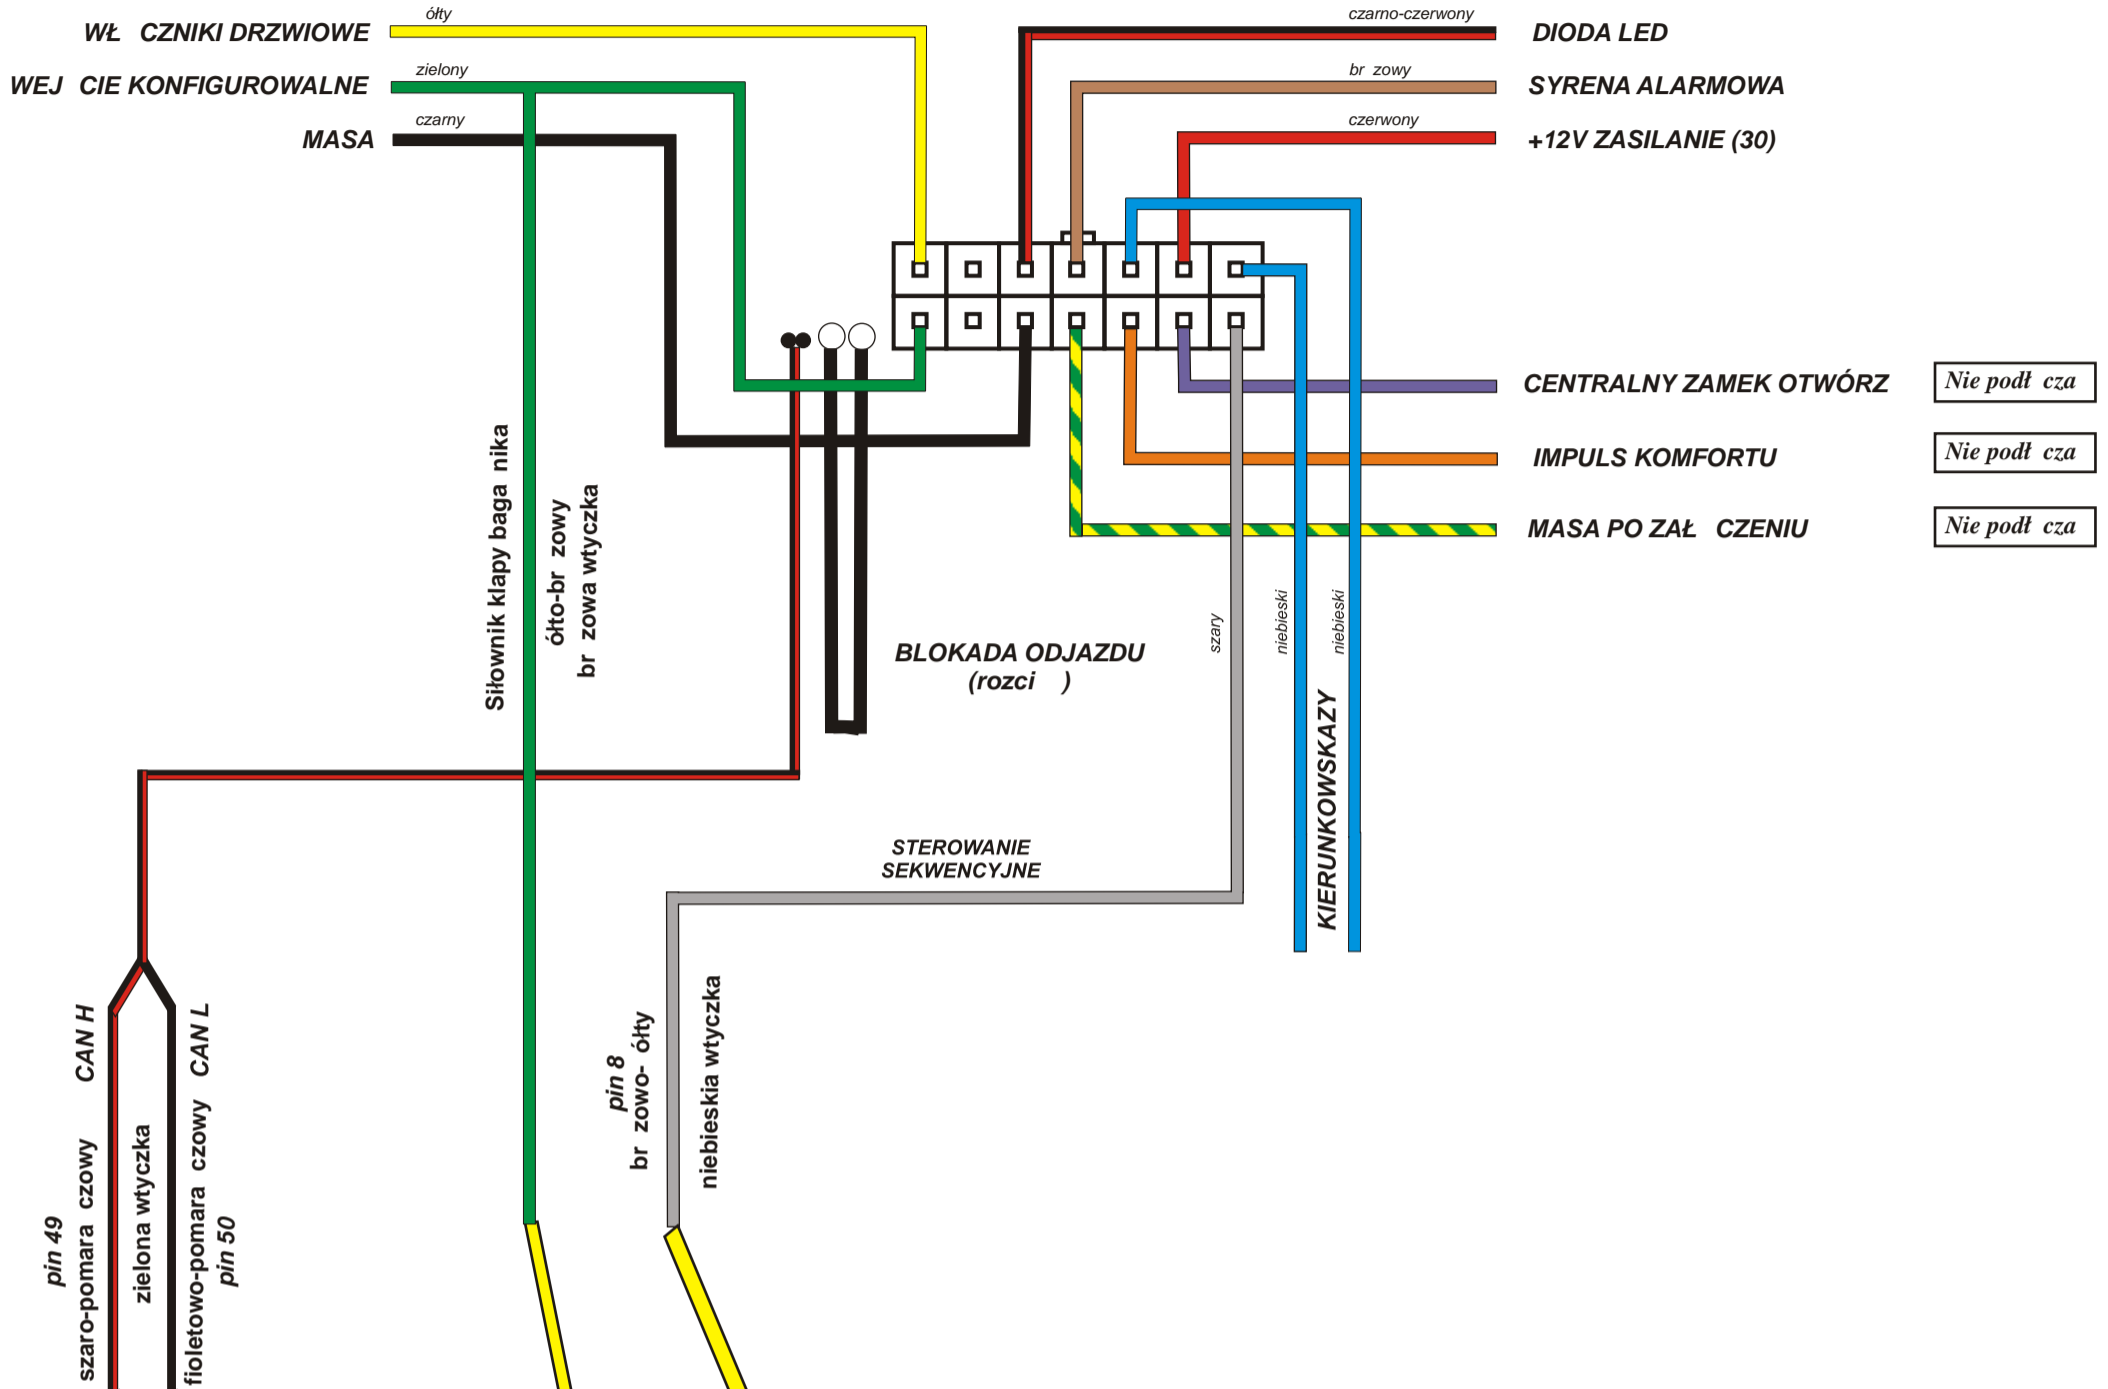 ółty
WŁ CZNIKI DRZWIOWE
zielony
WEJ CIE KONFIGUROWALNE
czarny
MASA
czarno-czerwony
DIODA LED
br zowy
SYRENA ALARMOWA
czerwony
+12V ZASILANIE (30)
CENTRALNY ZAMEK OTWÓRZ
Nie podł cza
IMPULS KOMFORTU
Nie podł cza
MASA PO ZAŁ CZENIU
Nie podł cza
Siłownik klapy baga nika
ółto-br zowy
br zowa wtyczka
BLOKADA ODJAZDU
(rozci )
szary
niebieski
niebieski
KIERUNKOWSKAZY
STEROWANIE
SEKWENCYJNE
pin 8
br zowo- ółty
niebieska wtyczka
pin 49
szaro-pomara czowy CAN H
zielona wtyczka
fioletowo-pomara czowy CAN L
pin 50